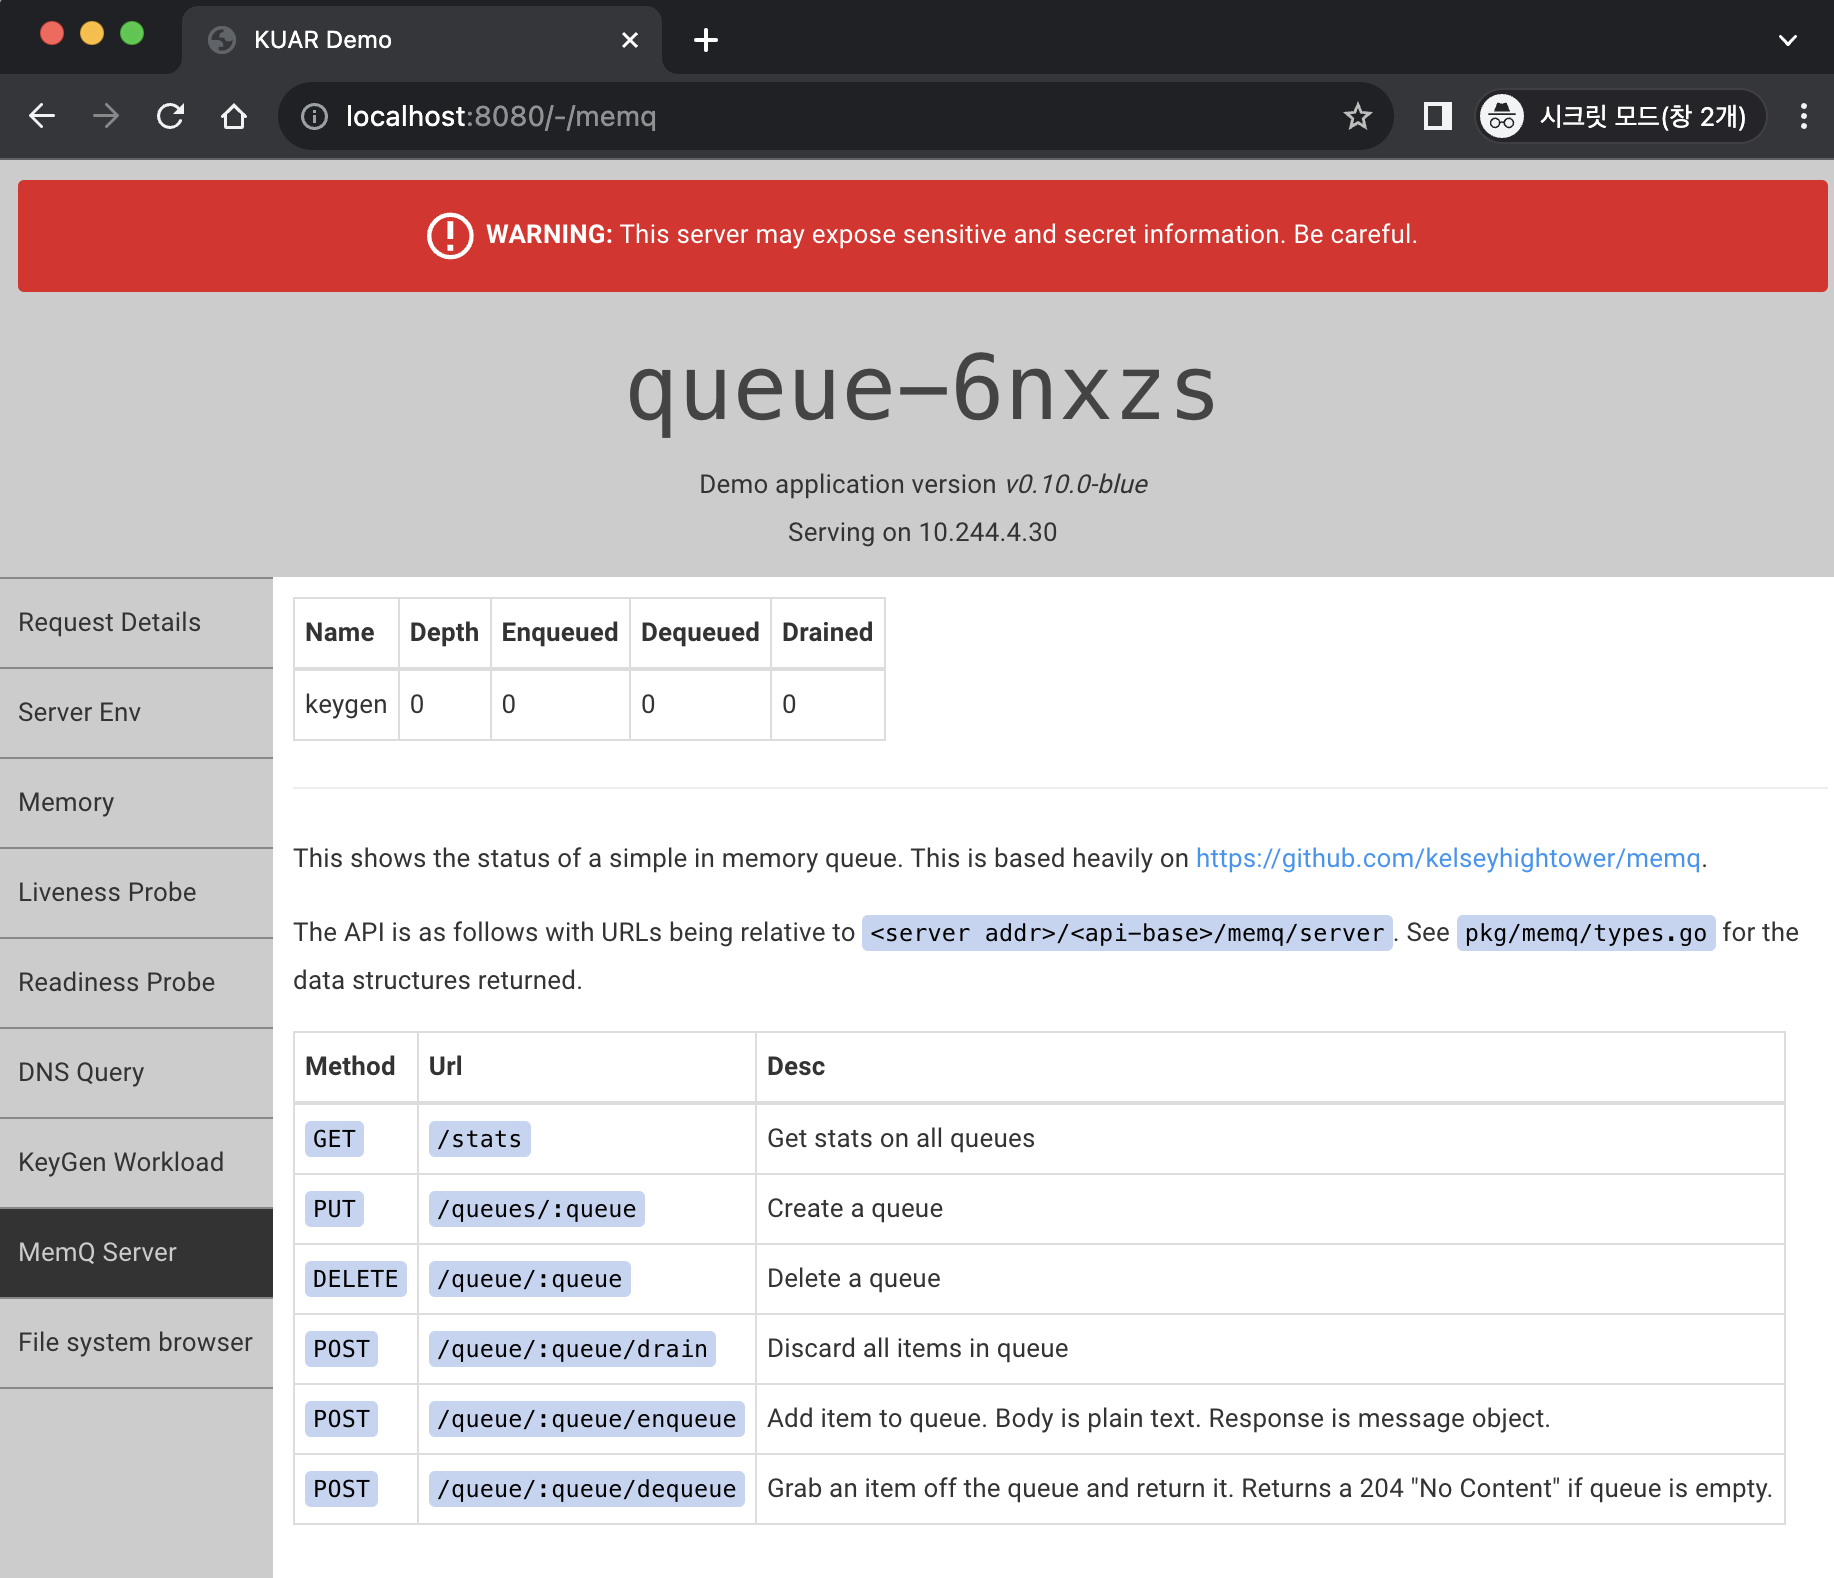 KUAR Demo
localhost:8080/-/memq
시크릿 모드(창 2개)
WARNING: This server may expose sensitive and secret information. Be careful.
queue-6nxzs
Demo application version v0.10.0-blue
Serving on 10.244.4.30
Request Details
Server Env
Memory
Liveness Probe
Readiness Probe
DNS Query
KeyGen Workload
MemQ Server
File system browser
Name Depth Enqueued Dequeued Drained
keygen 0 0 0 0
This shows the status of a simple in memory queue. This is based heavily on https://github.com/kelseyhightower/memq.
The API is as follows with URLs being relative to <server addr>/<api-base>/memq/server. See pkg/memq/types.go for the
data structures returned.
Method Url Desc
GET /stats Get stats on all queues
PUT /queues/:queue Create a queue
DELETE /queue/:queue Delete a queue
POST /queue/:queue/drain Discard all items in queue
POST /queue/:queue/enqueue Add item to queue. Body is plain text. Response is message object.
POST /queue/:queue/dequeue Grab an item off the queue and return it. Returns a 204 "No Content" if queue is empty.